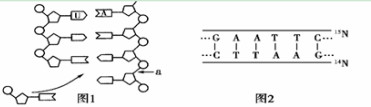 U A
a
图1
···G A A T T C··· ¹⁵N
···C T T A A G··· ¹⁴N
图2